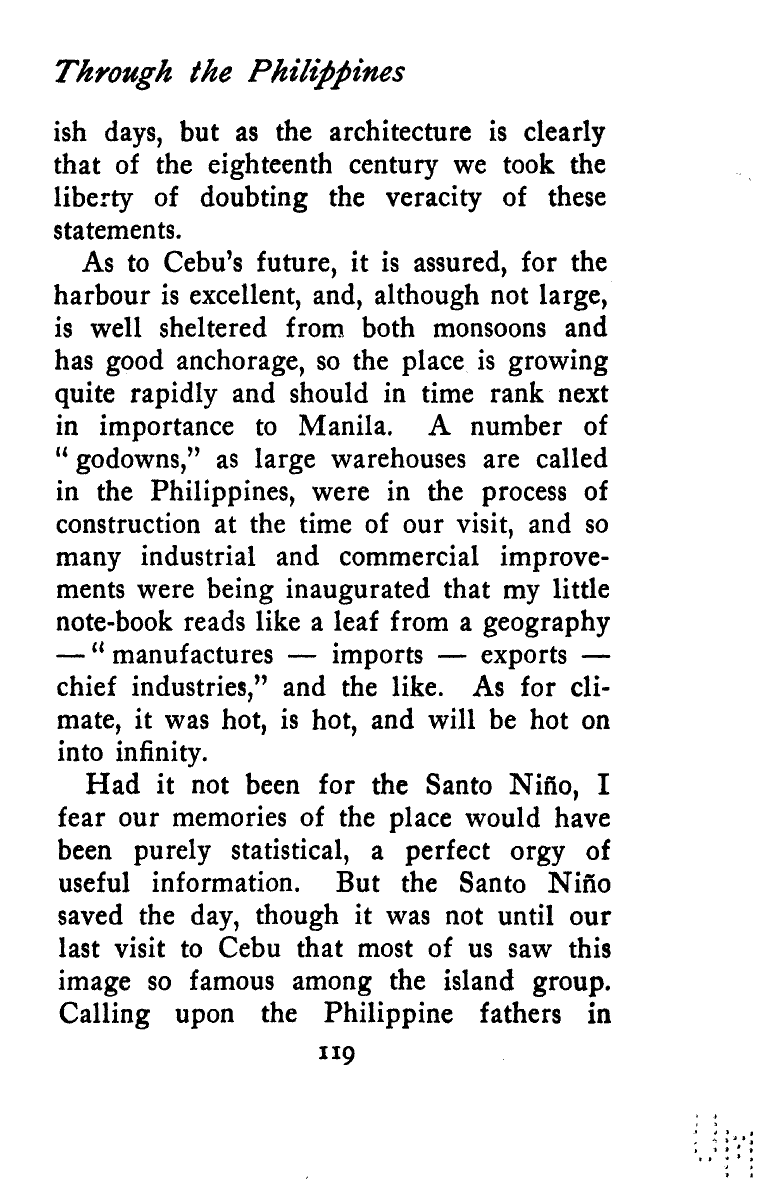 Through the Philippines
ish days, but as the architecture is clearly
that of the eighteenth century we took the
liberty of doubting the veracity of these
statements.
As to Cebu's future, it is assured, for the
harbour is excellent, and, although not large,
is well sheltered from both monsoons and
has good anchorage, so the place is growing
quite rapidly and should in time rank next
in importance to Manila. A number of
“ godowns,” as large warehouses are called
in the Philippines, were in the process of
construction at the time of our visit, and so
many industrial and commercial improve-
ments were being inaugurated that my little
note-book reads like a leaf from a geography
— “ manufactures — imports — exports —
chief industries,” and the like. As for cli-
mate, it was hot, is hot, and will be hot on
into infinity.
Had it not been for the Santo Niño, I
fear our memories of the place would have
been purely statistical, a perfect orgy of
useful information. But the Santo Niño
saved the day, though it was not until our
last visit to Cebu that most of us saw this
image so famous among the island group.
Calling upon the Philippine fathers in
119